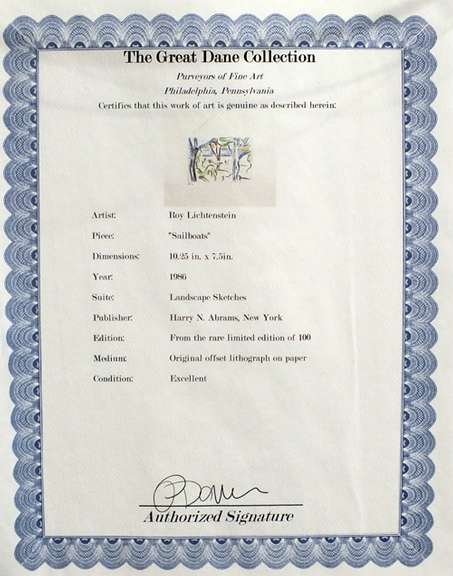 The Great Dane Collection
Purveyors of Fine Art
Philadelphia, Pennsylvania
Certifies that this work of art is genuine as described herein:
Artist: Roy Lichtenstein
Piece: "Sailboats"
Dimensions: 10.25 in. x 7.5in.
Year: 1986
Suite: Landscape Sketches
Publisher: Harry N. Abrams, New York
Edition: From the rare limited edition of 100
Medium: Original offset lithograph on paper
Condition: Excellent
Authorized Signature